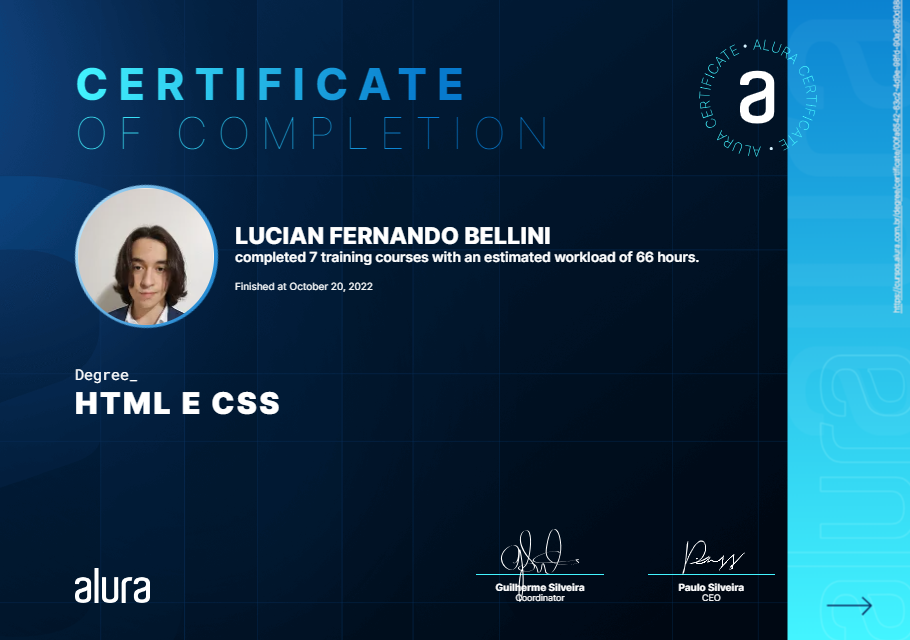 CERTIFICATE
OF COMPLETION
ALURA CERTIFICATE • ALURA CERTIFICATE •
a
LUCIAN FERNANDO BELLINI
completed 7 training courses with an estimated workload of 66 hours.
Finished at October 20, 2022
Degree_
HTML E CSS
alura
Guilherme Silveira
Coordinator
Paulo Silveira
CEO
alura